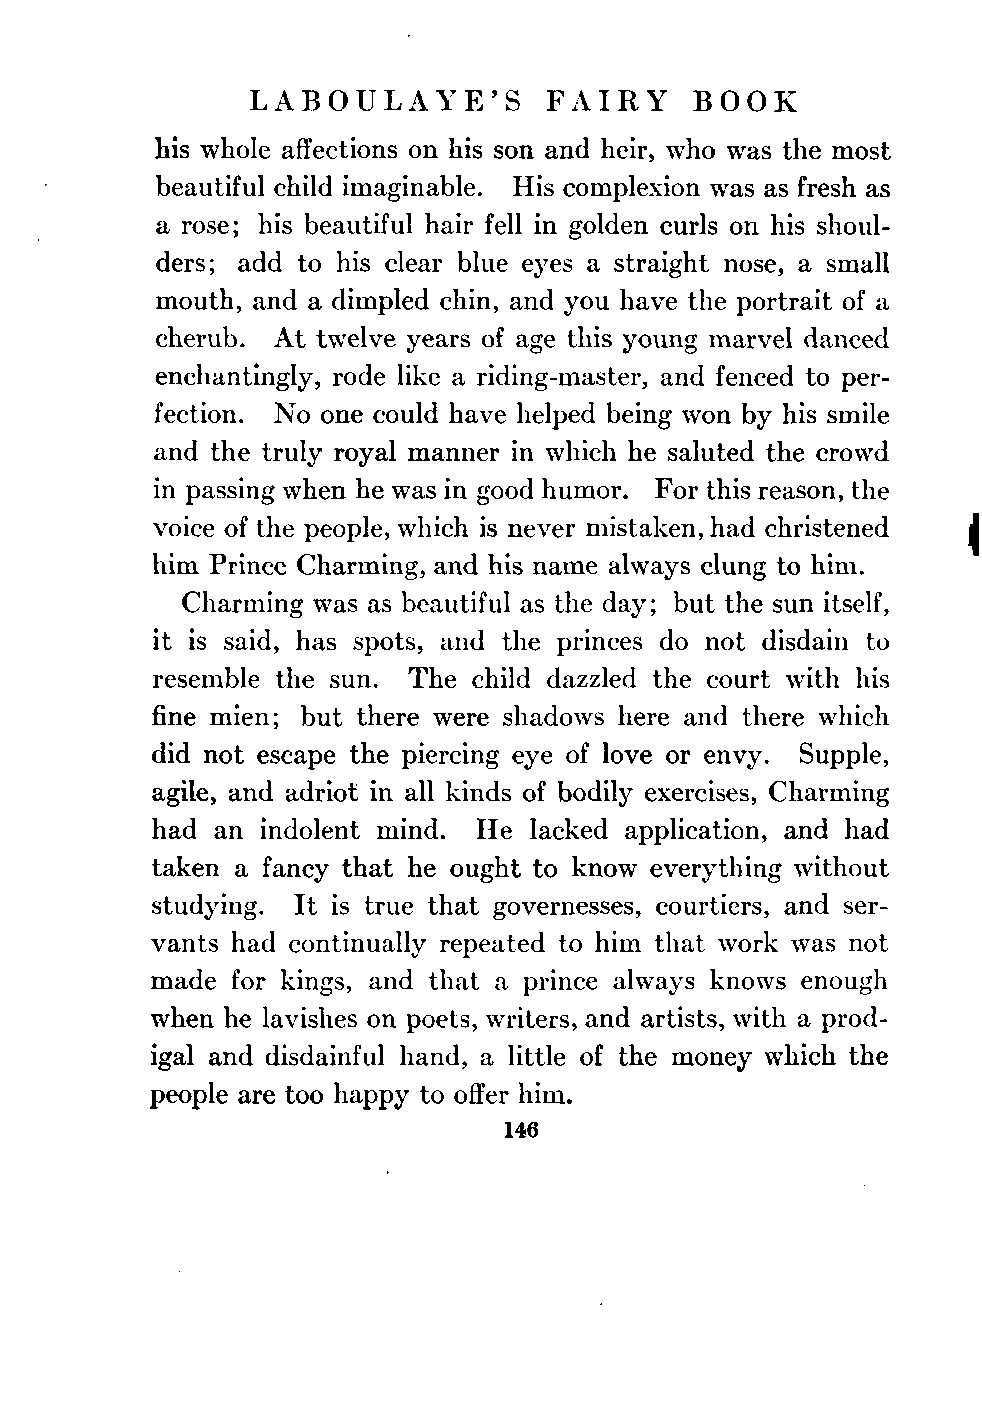 LABOULAYE'S FAIRY BOOK
his whole affections on his son and heir, who was the most
beautiful child imaginable. His complexion was as fresh as
a rose; his beautiful hair fell in golden curls on his shoul-
ders; add to his clear blue eyes a straight nose, a small
mouth, and a dimpled chin, and you have the portrait of a
cherub. At twelve years of age this young marvel danced
enchantingly, rode like a riding-master, and fenced to per-
fection. No one could have helped being won by his smile
and the truly royal manner in which he saluted the crowd
in passing when he was in good humor. For this reason, the
voice of the people, which is never mistaken, had christened
him Prince Charming, and his name always clung to him.
Charming was as beautiful as the day; but the sun itself,
it is said, has spots, and the princes do not disdain to
resemble the sun. The child dazzled the court with his
fine mien; but there were shadows here and there which
did not escape the piercing eye of love or envy. Supple,
agile, and adriot in all kinds of bodily exercises, Charming
had an indolent mind. He lacked application, and had
taken a fancy that he ought to know everything without
studying. It is true that governesses, courtiers, and ser-
vants had continually repeated to him that work was not
made for kings, and that a prince always knows enough
when he lavishes on poets, writers, and artists, with a prod-
igal and disdainful hand, a little of the money which the
people are too happy to offer him.
146